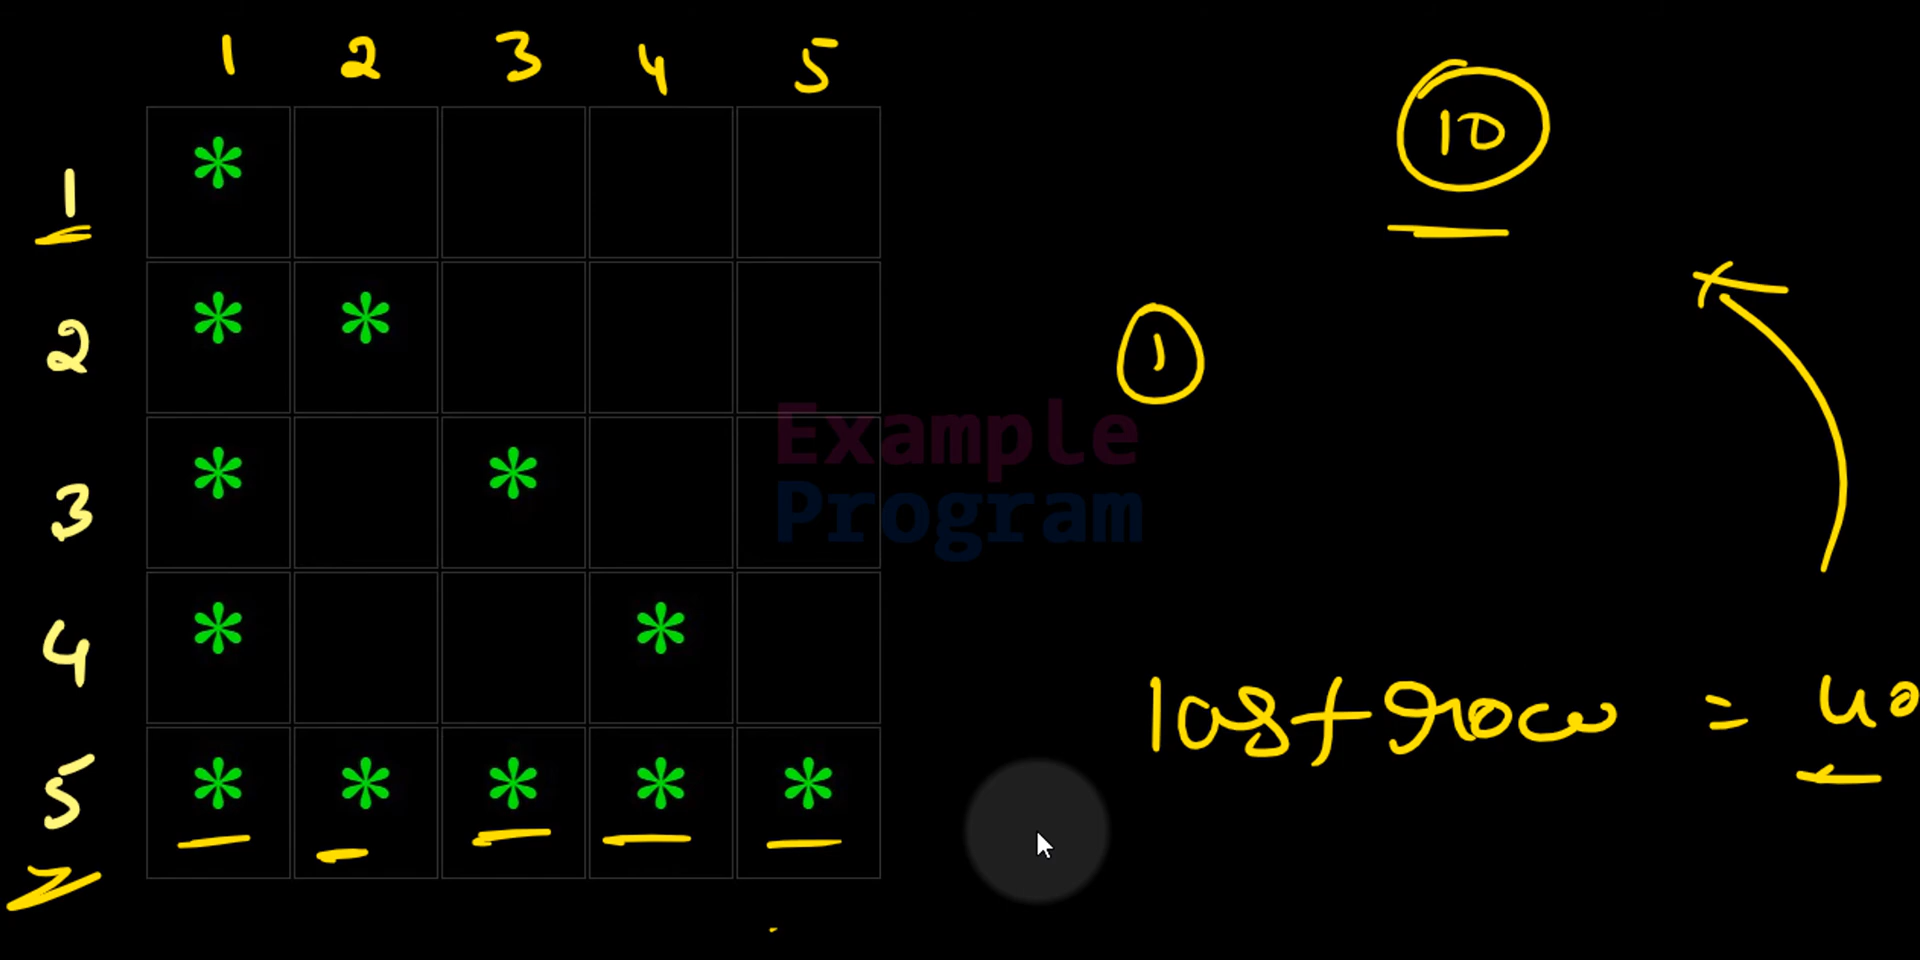 1 2 3 4 5
10
1 *
2 * *
1
Example
Program
3 * *
4 * *
last row =
5 * * * * *